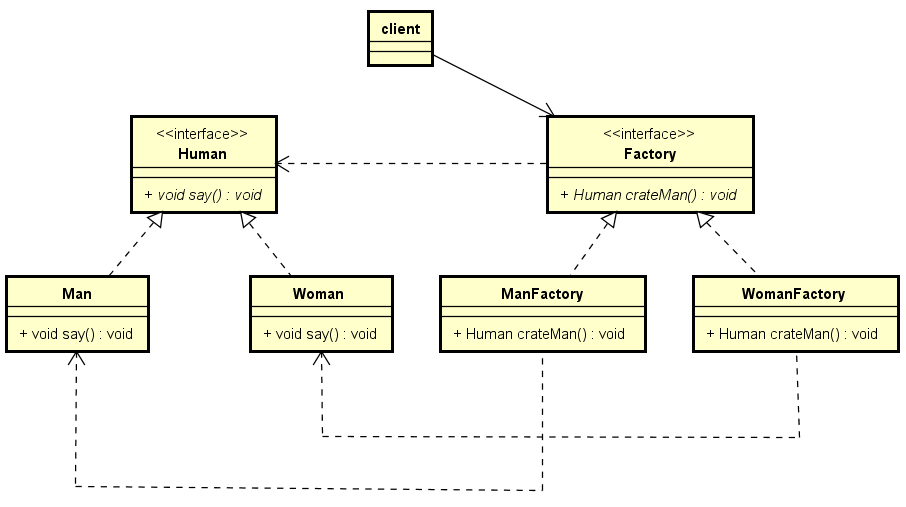 client
<<interface>>
Human
+ void say() : void
<<interface>>
Factory
+ Human crateMan() : void
Man
+ void say() : void
Woman
+ void say() : void
ManFactory
+ Human crateMan() : void
WomanFactory
+ Human crateMan() : void